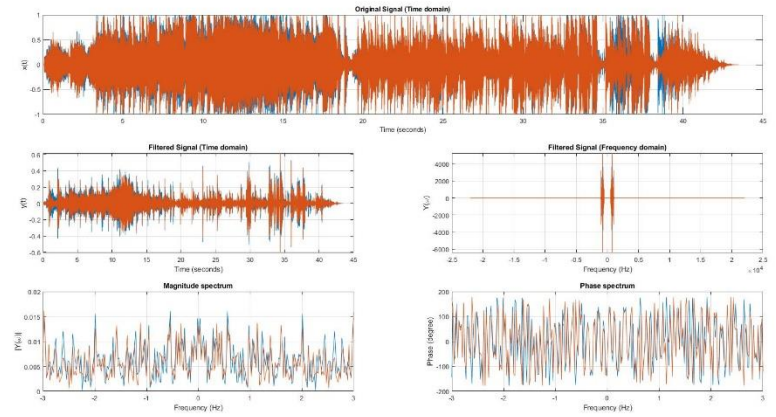 Original Signal (Time domain)
1
0.5
0
-0.5
-1
x(t)
0 5 10 15 20 25 30 35 40 45
Time (seconds)
Filtered Signal (Time domain)
0.6
0.4
0.2
0
-0.2
-0.4
-0.6
y(t)
0 5 10 15 20 25 30 35 40 45
Time (seconds)
Filtered Signal (Frequency domain)
4000
2000
0
-2000
-4000
-6000
-2.5 -2 -1.5 -1 -0.5 0 0.5 1 1.5 2 2.5
Frequency (Hz)
× 10⁴
Magnitude spectrum
0.02
0.015
0.01
0.005
0
-3 -2 -1 0 1 2 3
Frequency (Hz)
Phase spectrum
200
100
0
-100
-200
Phase (degree)
-3 -2 -1 0 1 2 3
Frequency (Hz)